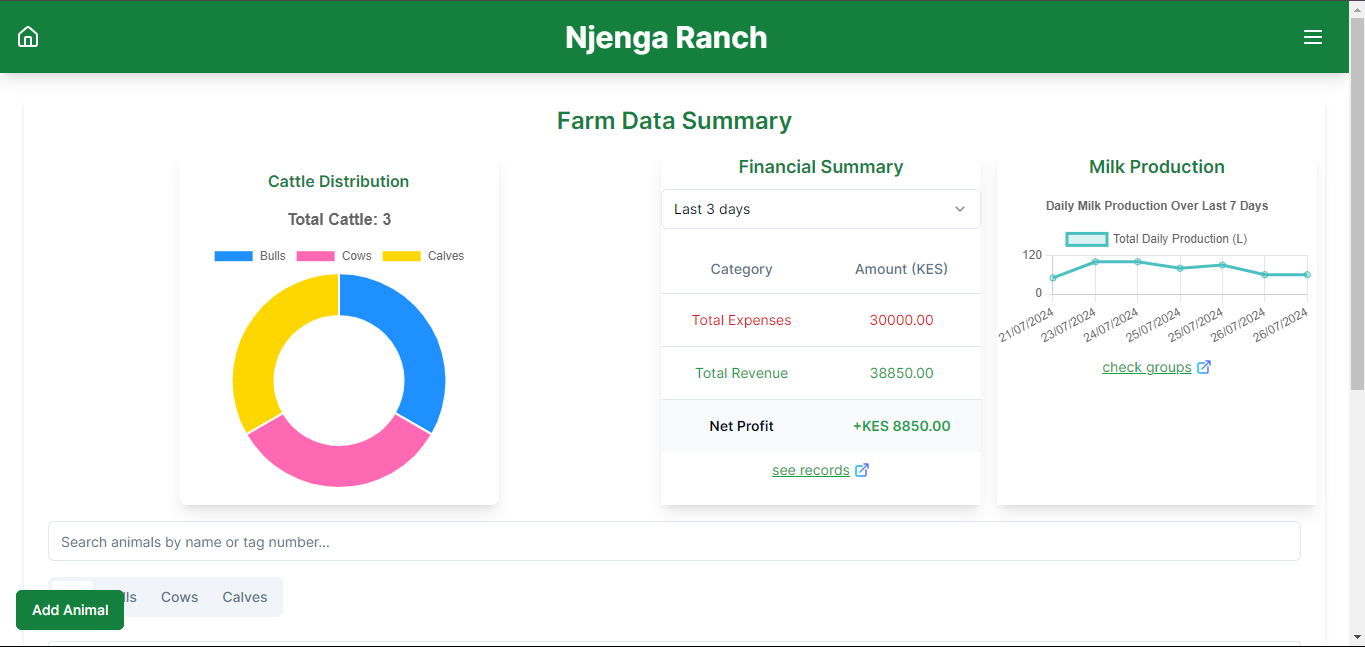 Njenga Ranch
Farm Data Summary
Cattle Distribution
Total Cattle: 3
Bulls Cows Calves
Financial Summary
Last 3 days
Category Amount (KES)
Total Expenses 30000.00
Total Revenue 38850.00
Net Profit +KES 8850.00
see records
Milk Production
Daily Milk Production Over Last 7 Days
Total Daily Production (L)
120
0
21/07/2024 23/07/2024 24/07/2024 25/07/2024 25/07/2024 26/07/2024 26/07/2024
check groups
Search animals by name or tag number...
Cows Calves
Add Animal